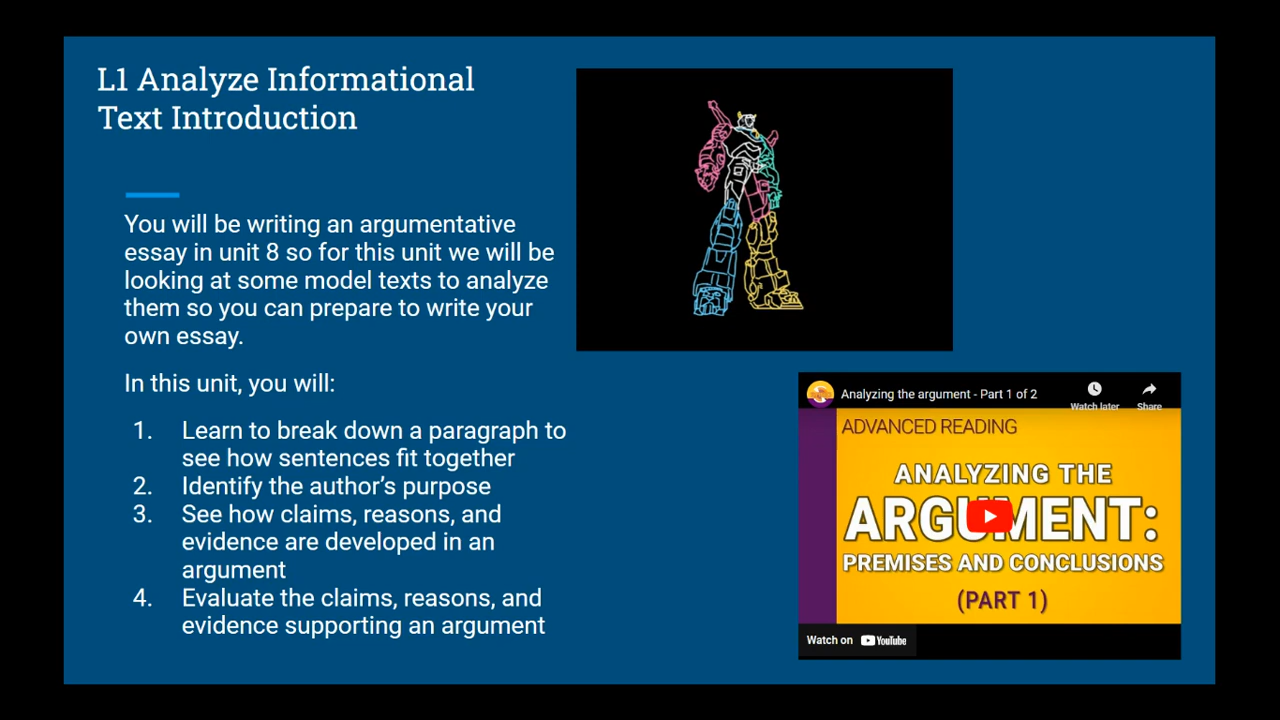 L1 Analyze Informational
Text Introduction
You will be writing an argumentative
essay in unit 8 so for this unit we will be
looking at some model texts to analyze
them so you can prepare to write your
own essay.
In this unit, you will:
1. Learn to break down a paragraph to
see how sentences fit together
2. Identify the author's purpose
3. See how claims, reasons, and
evidence are developed in an
argument
4. Evaluate the claims, reasons, and
evidence supporting an argument
Analyzing the argument - Part 1 of 2
Watch later
Share
ADVANCED READING
ANALYZING THE
ARGUMENT:
PREMISES AND CONCLUSIONS
(PART 1)
Watch on YouTube